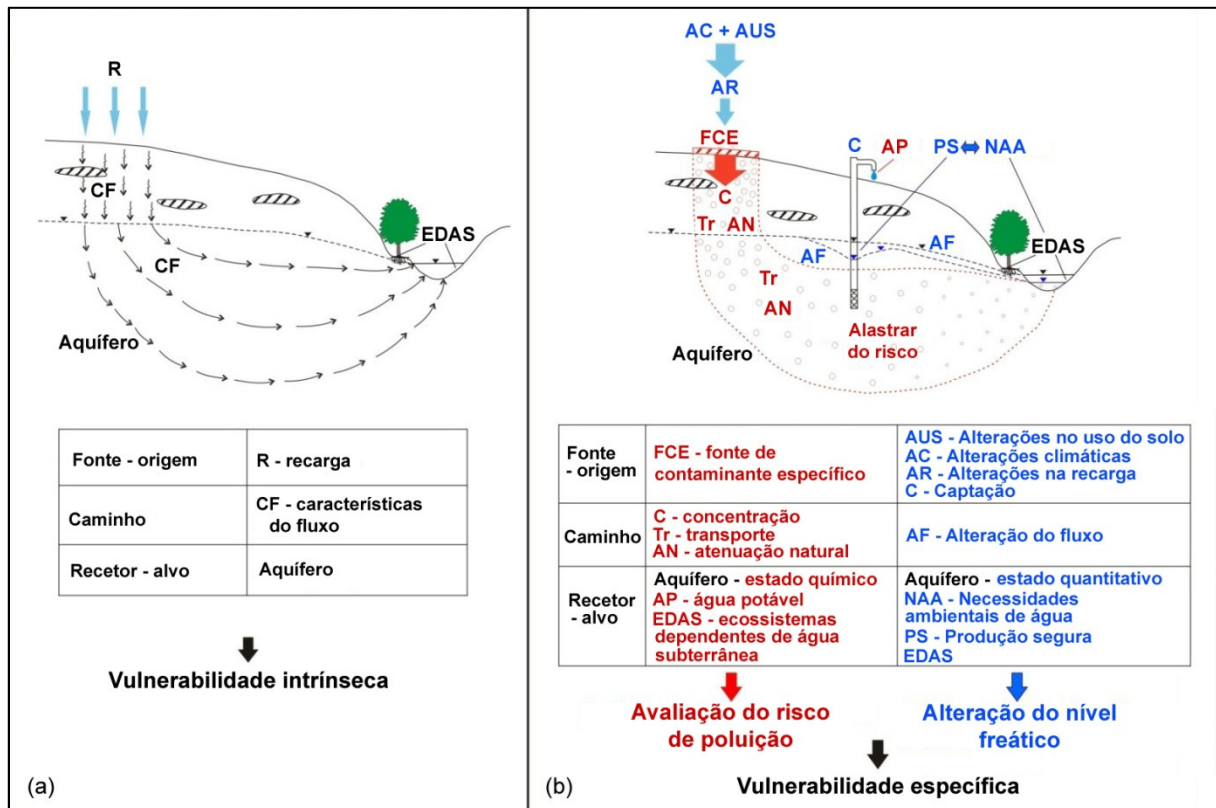 R
CF
CF
EDAS
Aquífero
Fonte - origem
R - recarga
Caminho
CF - características
do fluxo
Recetor - alvo
Aquífero
Vulnerabilidade intrínseca
(a)
AC + AUS
AR
FCE
C
Tr AN
C
AP
PS NAA
AF
AF
EDAS
Tr
AN
Alastrar
do risco
Aquífero
Fonte
- origem
FCE - fonte de
contaminante específico
AUS - Alterações no uso do solo
AC - Alterações climáticas
AR - Alterações na recarga
C - Captação
Caminho
C - concentração
Tr - transporte
AN - atenuação natural
AF - Alteração do fluxo
Recetor
- alvo
Aquífero - estado químico
AP - água potável
EDAS - ecossistemas
dependentes de água
subterrânea
Aquífero - estado quantitativo
NAA - Necessidades
ambientais de água
PS - Produção segura
EDAS
Avaliação do risco
de poluição
Alteração do nível
freático
Vulnerabilidade específica
(b)